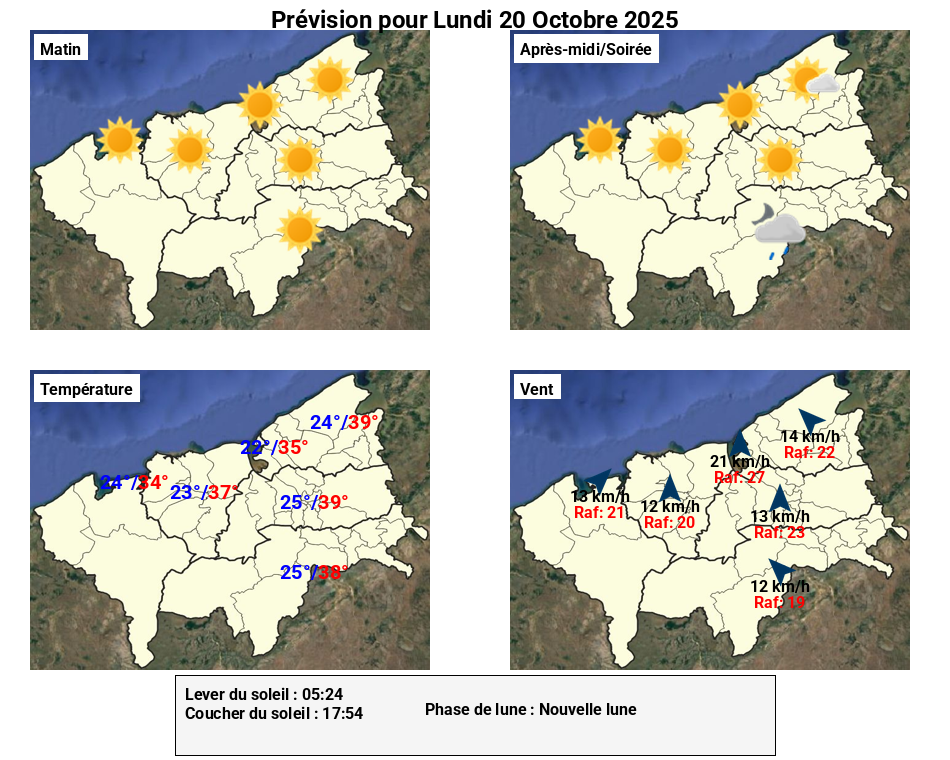 Prévision pour Lundi 20 Octobre 2025
Matin
Après-midi/Soirée
Température
24°/39°
22°/35°
24°/34°
23°/37°
25°/39°
25°/38°
Vent
14 km/h
Raf: 22
21 km/h
Raf: 27
13 km/h
Raf: 21
12 km/h
Raf: 20
13 km/h
Raf: 23
12 km/h
Raf: 19
Lever du soleil : 05:24
Coucher du soleil : 17:54
Phase de lune : Nouvelle lune